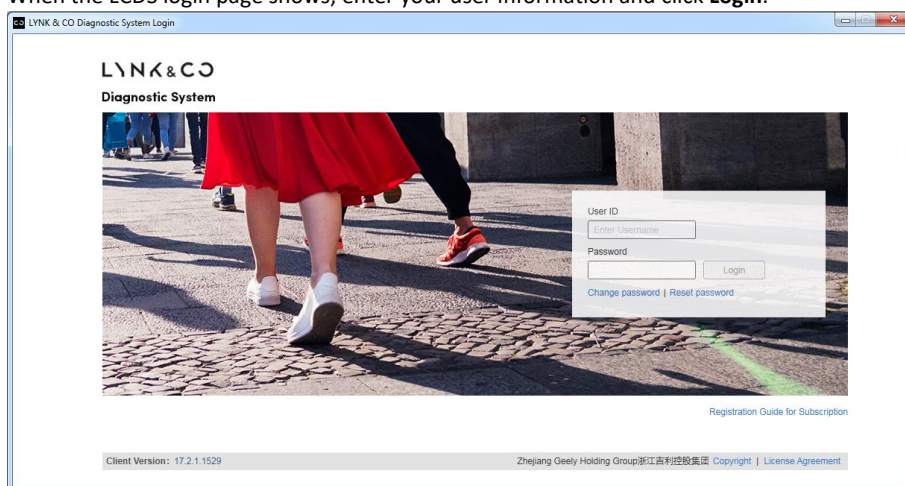 When the LCDS login page shows, enter your user information and click Login.
LYNK & CO Diagnostic System Login
LYNK&CO
Diagnostic System
User ID
Enter Username
Password
Login
Change password | Reset password
Registration Guide for Subscription
Client Version: 17.2.1.1529
Zhejiang Geely Holding Group浙江吉利控股集团 Copyright | License Agreement